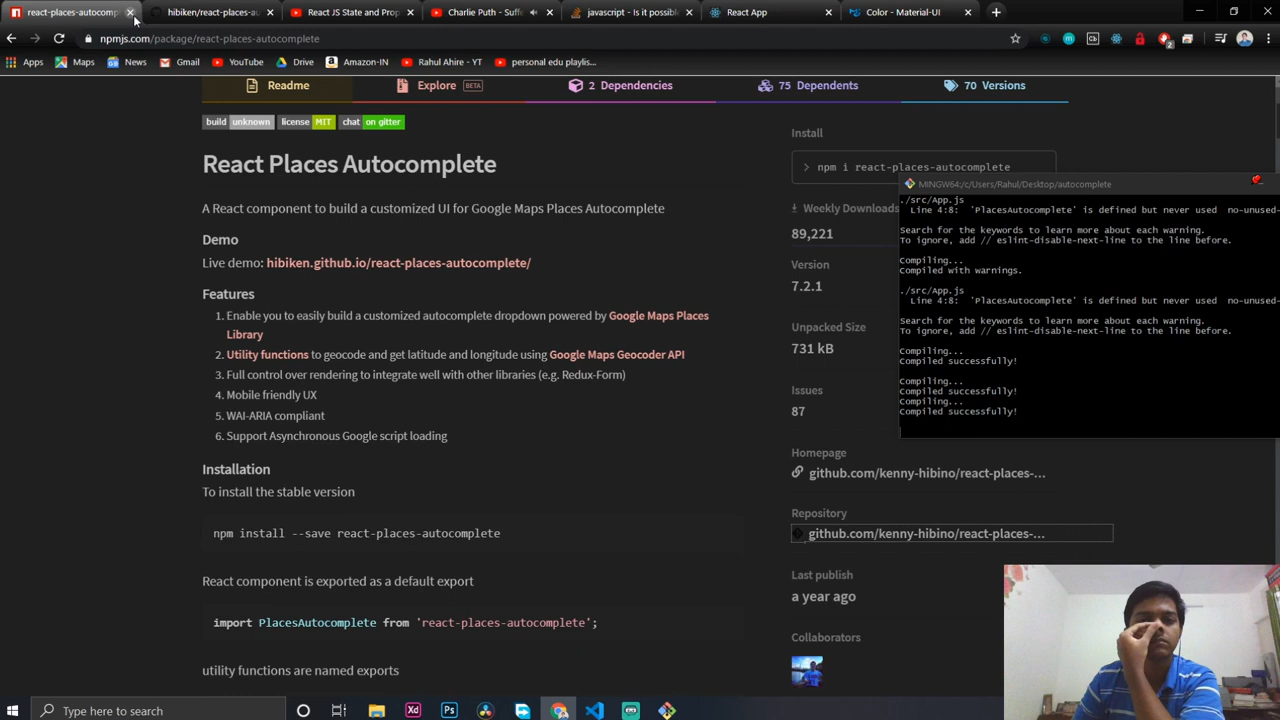 react-places-autocomp
hibiken/react-places-au
React JS State and Prop
Charlie Puth - Suffe
javascript - Is it possibl
React App
Color - Material-UI
npmjs.com/package/react-places-autocomplete
2
Apps
Maps
News
Gmail
YouTube
Drive
Amazon-IN
Rahul Ahire - YT
personal edu playlis...
Readme
Explore BETA
2 Dependencies
75 Dependents
70 Versions
build unknown license MIT chat on gitter
React Places Autocomplete
A React component to build a customized UI for Google Maps Places Autocomplete
Demo
Live demo: hibiken.github.io/react-places-autocomplete/
Features
1. Enable you to easily build a customized autocomplete dropdown powered by Google Maps Places
Library
2. Utility functions to geocode and get latitude and longitude using Google Maps Geocoder API
3. Full control over rendering to integrate well with other libraries (e.g. Redux-Form)
4. Mobile friendly UX
5. WAI-ARIA compliant
6. Support Asynchronous Google script loading
Installation
To install the stable version
npm install --save react-places-autocomplete
React component is exported as a default export
import PlacesAutocomplete from 'react-places-autocomplete';
utility functions are named exports
Install
> npm i react-places-autocomplete
Weekly Downloads
89,221
Version
7.2.1
Unpacked Size
731 kB
Issues
87
Homepage
github.com/kenny-hibino/react-places-...
Repository
github.com/kenny-hibino/react-places-...
Last publish
a year ago
Collaborators
MINGW64:/c/Users/Rahul/Desktop/autocomplete
./src/App.js
Line 4:8: 'PlacesAutocomplete' is defined but never used no-unused-
Search for the keywords to learn more about each warning.
To ignore, add // eslint-disable-next-line to the line before.
Compiling...
Compiled with warnings.
./src/App.js
Line 4:8: 'PlacesAutocomplete' is defined but never used no-unused-
Search for the keywords to learn more about each warning.
To ignore, add // eslint-disable-next-line to the line before.
Compiling...
Compiled successfully!
Compiling...
Compiled successfully!
Compiling...
Compiled successfully!
Type here to search
Xd
Ps